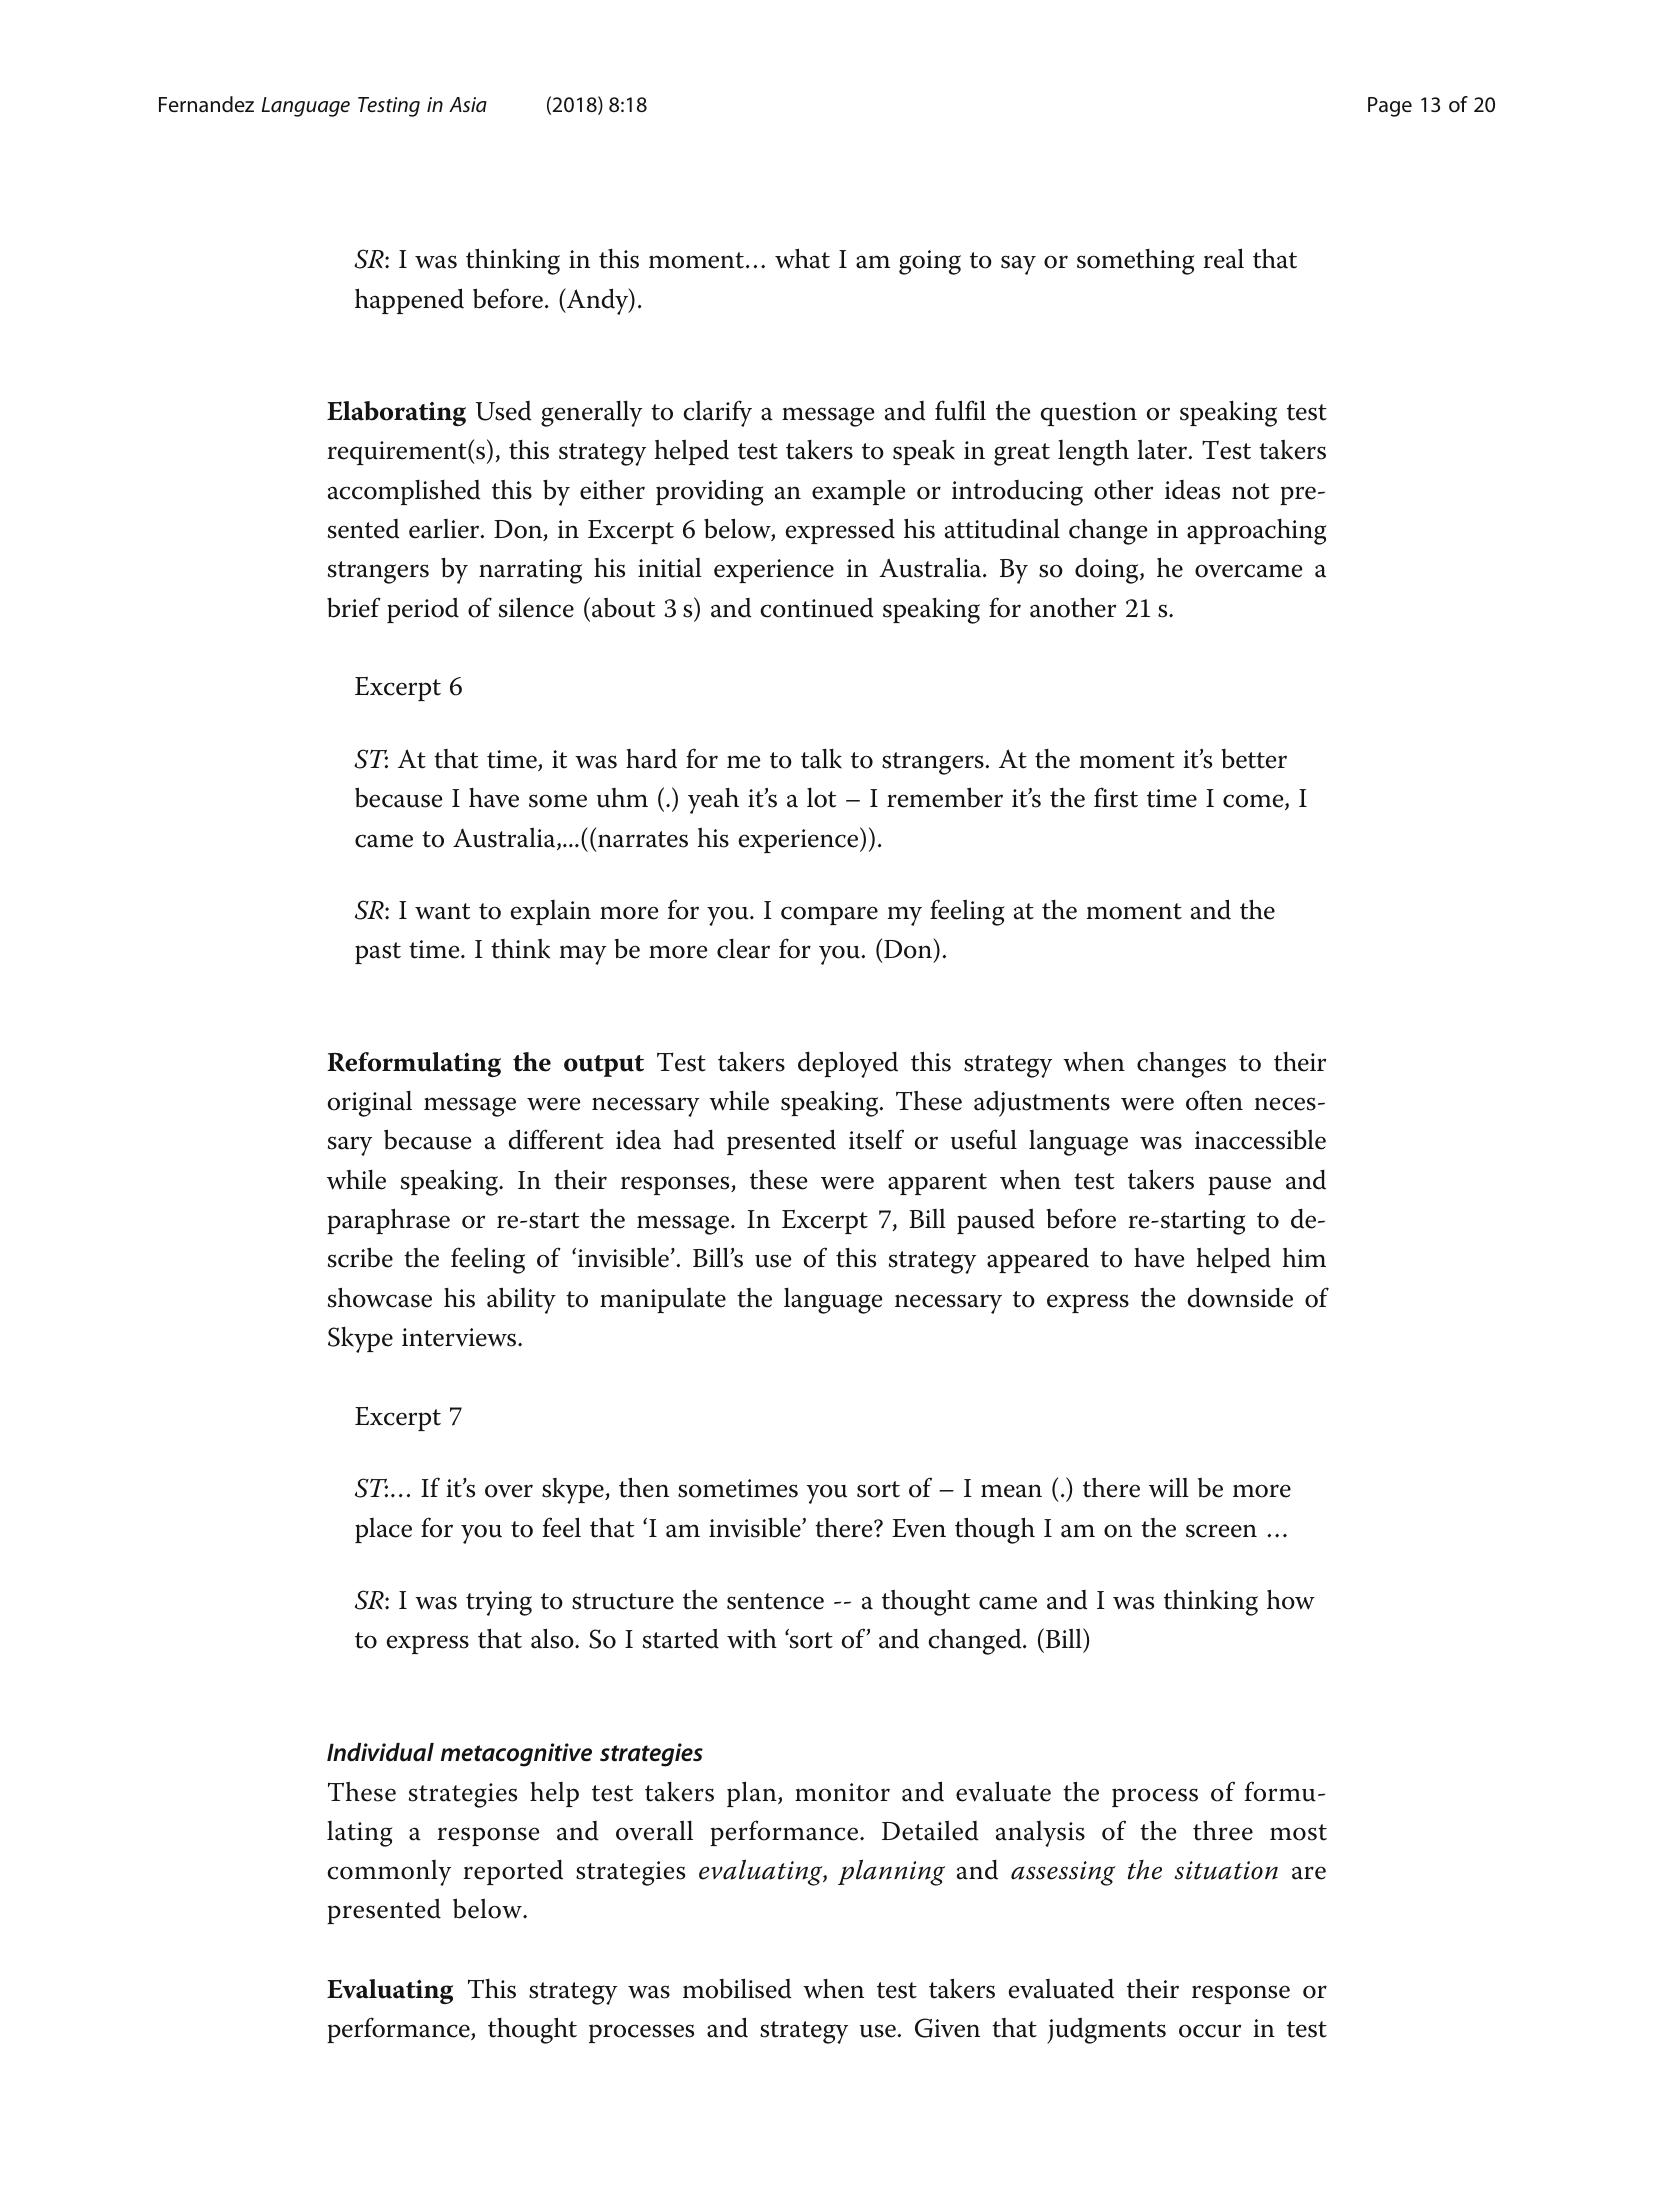 Fernandez Language Testing in Asia (2018) 8:18 Page 13 of 20
SR: I was thinking in this moment… what I am going to say or something real that
happened before. (Andy).
Elaborating Used generally to clarify a message and fulfil the question or speaking test
requirement(s), this strategy helped test takers to speak in great length later. Test takers
accomplished this by either providing an example or introducing other ideas not pre-
sented earlier. Don, in Excerpt 6 below, expressed his attitudinal change in approaching
strangers by narrating his initial experience in Australia. By so doing, he overcame a
brief period of silence (about 3 s) and continued speaking for another 21 s.
Excerpt 6
ST: At that time, it was hard for me to talk to strangers. At the moment it’s better
because I have some uhm (.) yeah it’s a lot – I remember it’s the first time I come, I
came to Australia,...((narrates his experience)).
SR: I want to explain more for you. I compare my feeling at the moment and the
past time. I think may be more clear for you. (Don).
Reformulating the output Test takers deployed this strategy when changes to their
original message were necessary while speaking. These adjustments were often neces-
sary because a different idea had presented itself or useful language was inaccessible
while speaking. In their responses, these were apparent when test takers pause and
paraphrase or re-start the message. In Excerpt 7, Bill paused before re-starting to de-
scribe the feeling of ‘invisible’. Bill’s use of this strategy appeared to have helped him
showcase his ability to manipulate the language necessary to express the downside of
Skype interviews.
Excerpt 7
ST:… If it’s over skype, then sometimes you sort of – I mean (.) there will be more
place for you to feel that ‘I am invisible’ there? Even though I am on the screen …
SR: I was trying to structure the sentence -- a thought came and I was thinking how
to express that also. So I started with ‘sort of’ and changed. (Bill)
Individual metacognitive strategies
These strategies help test takers plan, monitor and evaluate the process of formu-
lating a response and overall performance. Detailed analysis of the three most
commonly reported strategies evaluating, planning and assessing the situation are
presented below.
Evaluating This strategy was mobilised when test takers evaluated their response or
performance, thought processes and strategy use. Given that judgments occur in test